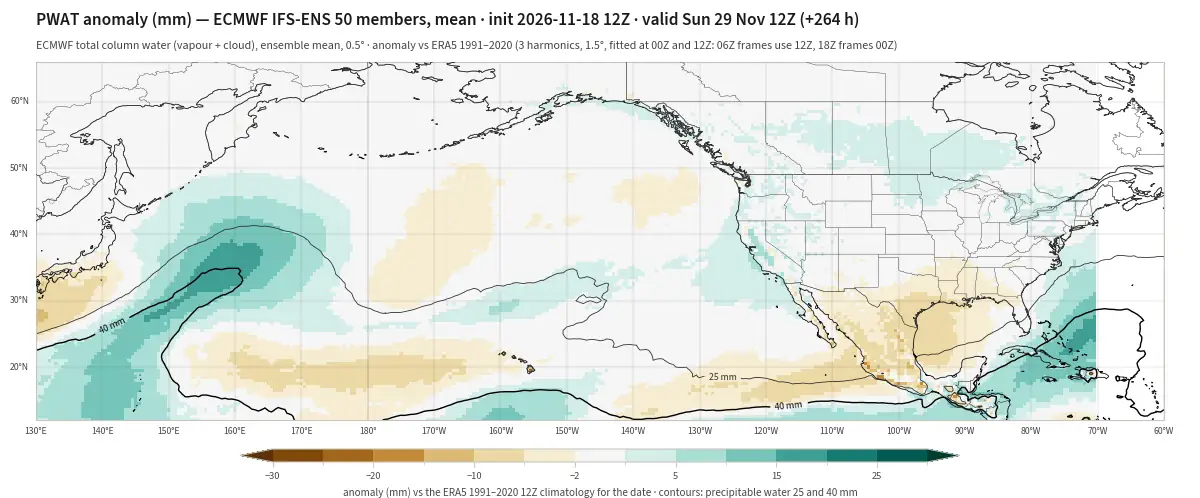 PWAT anomaly (mm) — ECMWF IFS-ENS 50 members, mean · init 2026-11-18 12Z · valid Sun 29 Nov 12Z (+264 h)
ECMWF total column water (vapour + cloud), ensemble mean, 0.5° · anomaly vs ERA5 1991–2020 (3 harmonics, 1.5°, fitted at 00Z and 12Z: 06Z frames use 12Z, 18Z frames 00Z)
60°N
50°N
40°N
30°N
20°N
40 mm
25 mm
40 mm
130°E 140°E 150°E 160°E 170°E 180° 170°W 160°W 150°W 140°W 130°W 120°W 110°W 100°W 90°W 80°W 70°W 60°W
−30 −20 −10 −2 5 15 25
anomaly (mm) vs the ERA5 1991–2020 12Z climatology for the date · contours: precipitable water 25 and 40 mm